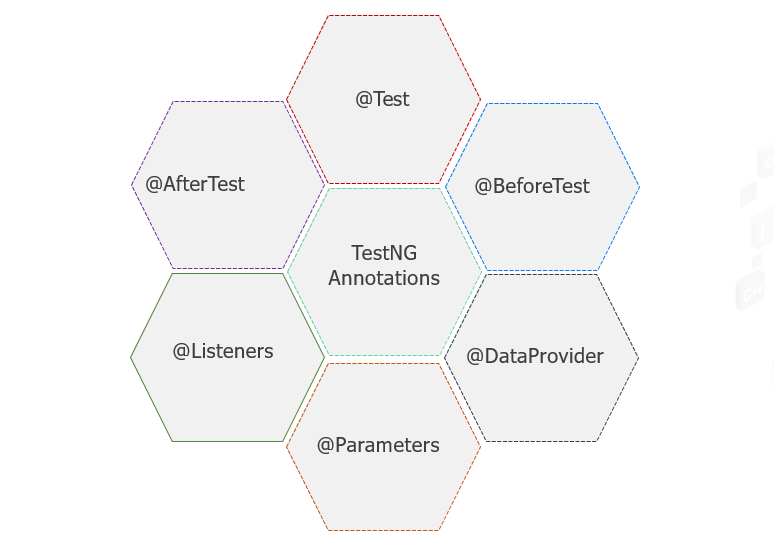 @Test
@AfterTest
@BeforeTest
TestNG
Annotations
@Listeners
@DataProvider
@Parameters